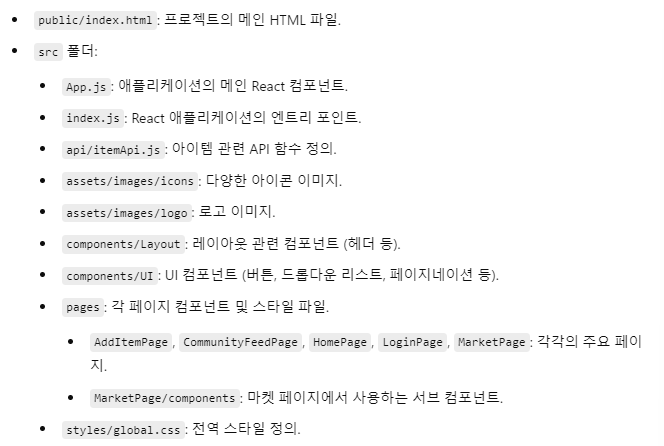 public/index.html: 프로젝트의 메인 HTML 파일.
src 폴더:
App.js: 애플리케이션의 메인 React 컴포넌트.
index.js: React 애플리케이션의 엔트리 포인트.
api/itemApi.js: 아이템 관련 API 함수 정의.
assets/images/icons: 다양한 아이콘 이미지.
assets/images/logo: 로고 이미지.
components/Layout: 레이아웃 관련 컴포넌트 (헤더 등).
components/UI: UI 컴포넌트 (버튼, 드롭다운 리스트, 페이지네이션 등).
pages: 각 페이지 컴포넌트 및 스타일 파일.
AddItemPage, CommunityFeedPage, HomePage, LoginPage, MarketPage: 각각의 주요 페이
지.
MarketPage/components: 마켓 페이지에서 사용하는 서브 컴포넌트.
styles/global.css: 전역 스타일 정의.